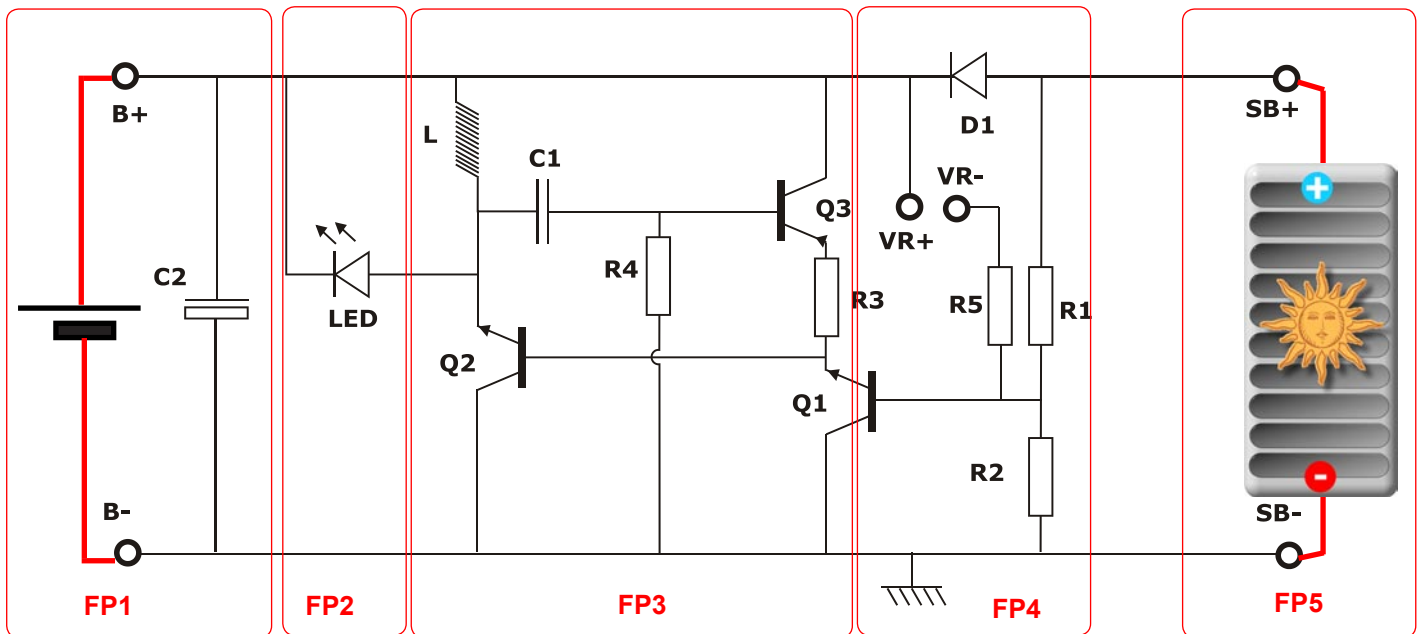 B+
SB+
D1
L
C1
VR-
Q3
VR+
R4
C2
R3
R5
R1
LED
Q2
Q1
R2
B-
SB-
+
-
FP1
FP2
FP3
FP4
FP5